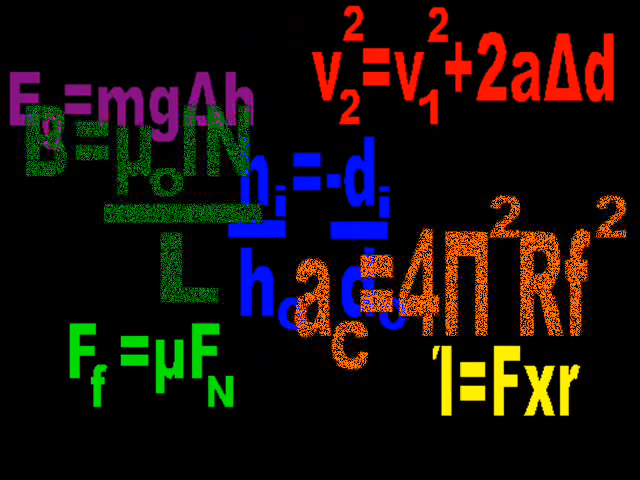 v₂²=v₁²+2aΔd
Eg=mgΔh
B=μoIN
L
hi=-di
ho do
ac=4Π²Rf²
Ff=μFN
Ί=Fxr